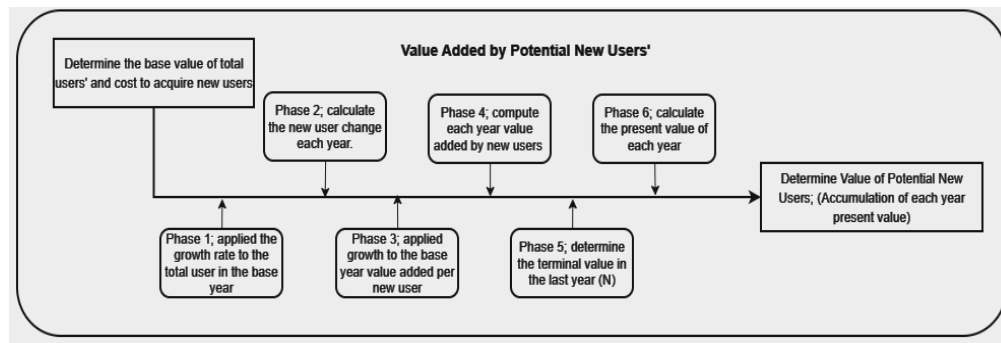 Value Added by Potential New Users'
Determine the base value of total
users' and cost to acquire new users
Phase 2; calculate
the new user change
each year.
Phase 4; compute
each year value
added by new users
Phase 6; calculate
the present value of
each year
Determine Value of Potential New
Users; (Accumulation of each year
present value)
Phase 1; applied the
growth rate to the
total user in the base
year
Phase 3; applied
growth to the base
year value added per
new user
Phase 5; determine
the terminal value in
the last year (N)